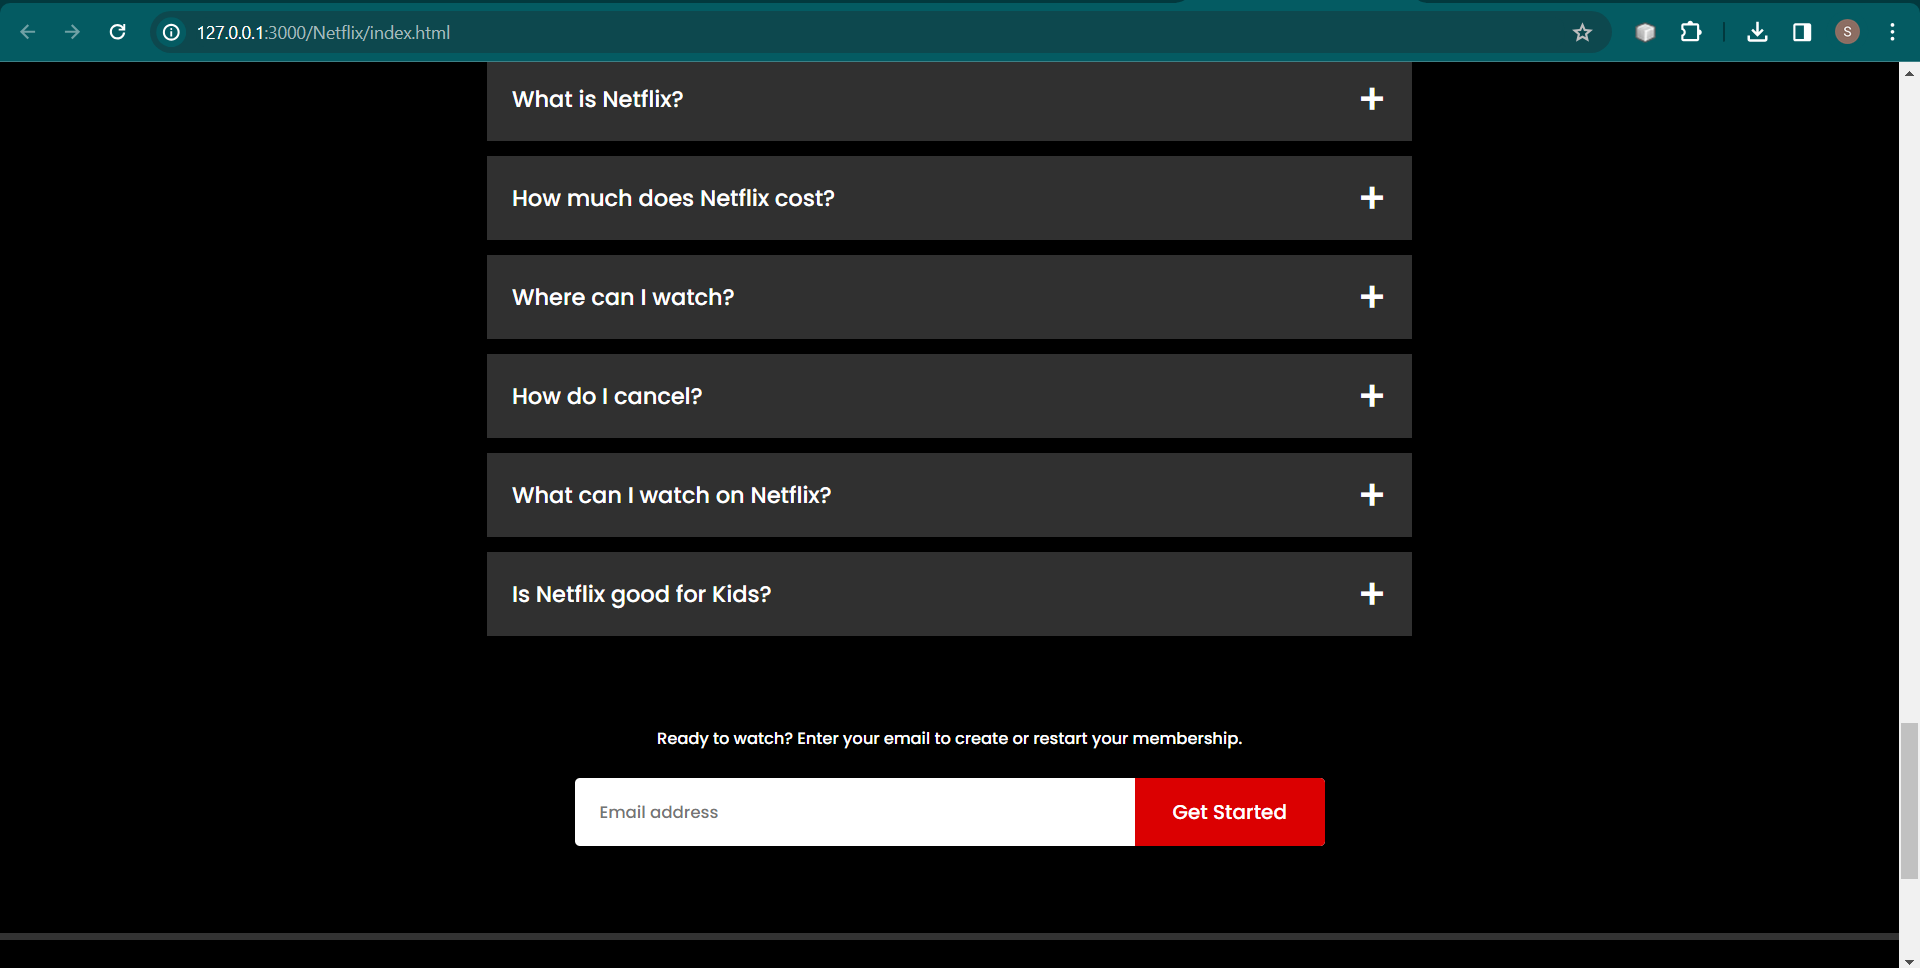 127.0.0.1:3000/Netflix/index.html
S
What is Netflix?
How much does Netflix cost?
Where can I watch?
How do I cancel?
What can I watch on Netflix?
Is Netflix good for Kids?
Ready to watch? Enter your email to create or restart your membership.
Email address
Get Started